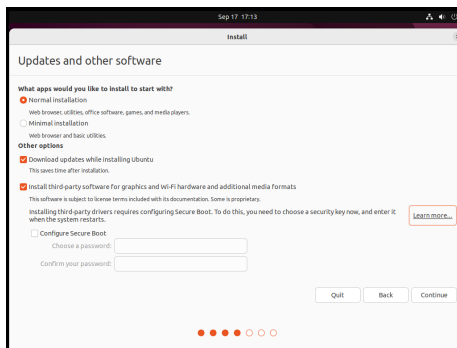 Sep 17 17:13
Install
Updates and other software
What apps would you like to install to start with?
Normal installation
Web browser, utilities, office software, games, and media players.
Minimal installation
Web browser and basic utilities.
Other options
Download updates while installing Ubuntu
This saves time after installation.
Install third-party software for graphics and Wi-Fi hardware and additional media formats
This software is subject to license terms included with its documentation. Some is proprietary.
Installing third-party drivers requires configuring Secure Boot. To do this, you need to choose a security key now, and enter it
when the system restarts.
Learn more...
Configure Secure Boot
Choose a password:
Confirm your password:
Quit Back Continue